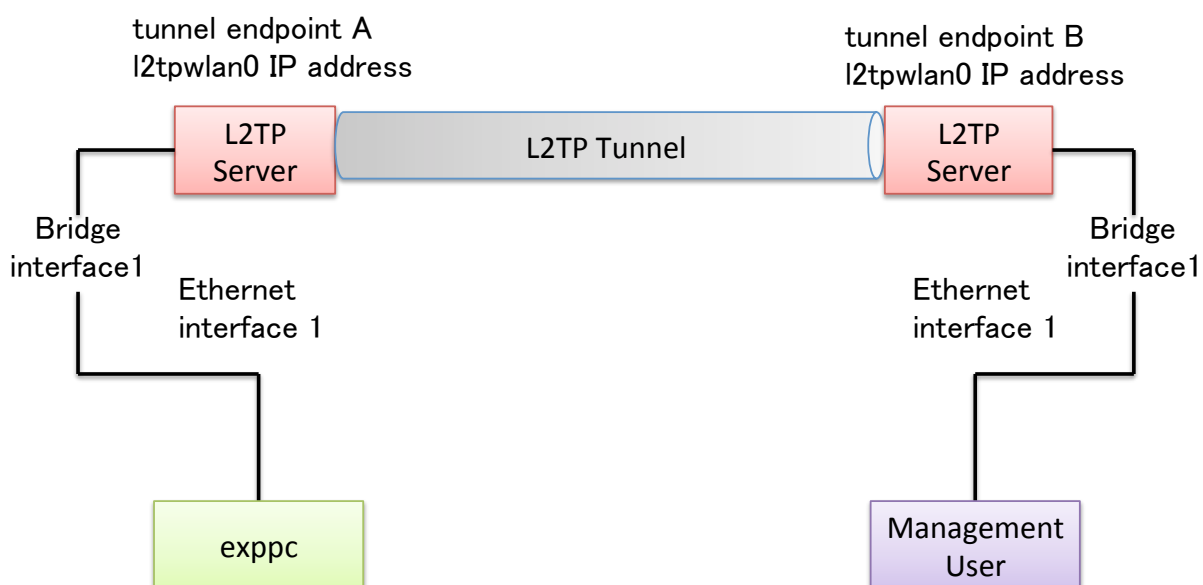 tunnel endpoint A
l2tpwlan0 IP address
tunnel endpoint B
l2tpwlan0 IP address
L2TP
Server
L2TP Tunnel
L2TP
Server
Bridge
interface1
Bridge
interface1
Ethernet
interface 1
Ethernet
interface 1
exppc
Management
User